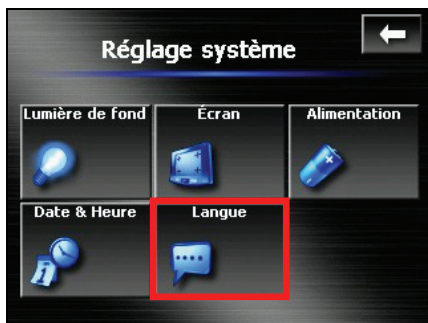 Réglage système
Lumière de fond
Écran
Alimentation
Date & Heure
Langue